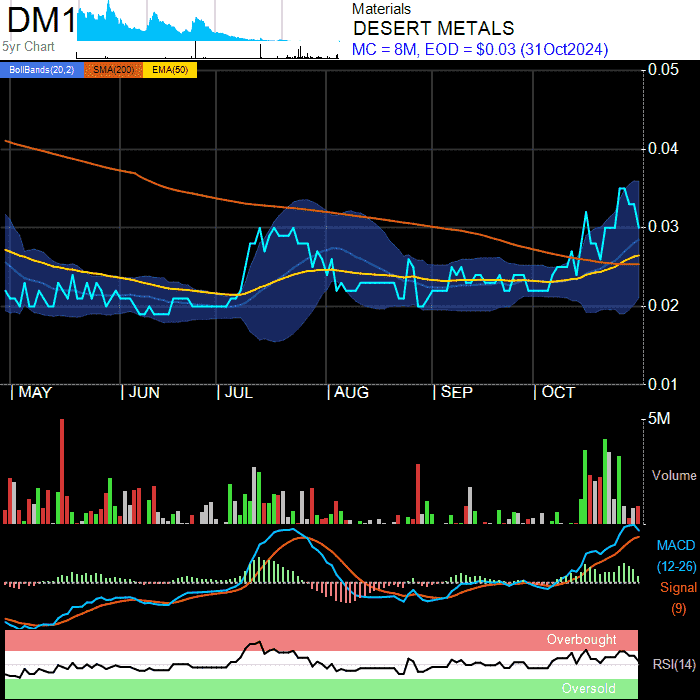 DM1
5yr Chart
Materials
DESERT METALS
MC = 8M, EOD = $0.03 (31Oct2024)
BollBands(20,2) SMA(200) EMA(50)
0.05
0.04
0.03
0.02
0.01
MAY JUN JUL AUG SEP OCT
5M
Volume
MACD
(12-26)
Signal
(9)
Overbought
RSI(14)
Oversold